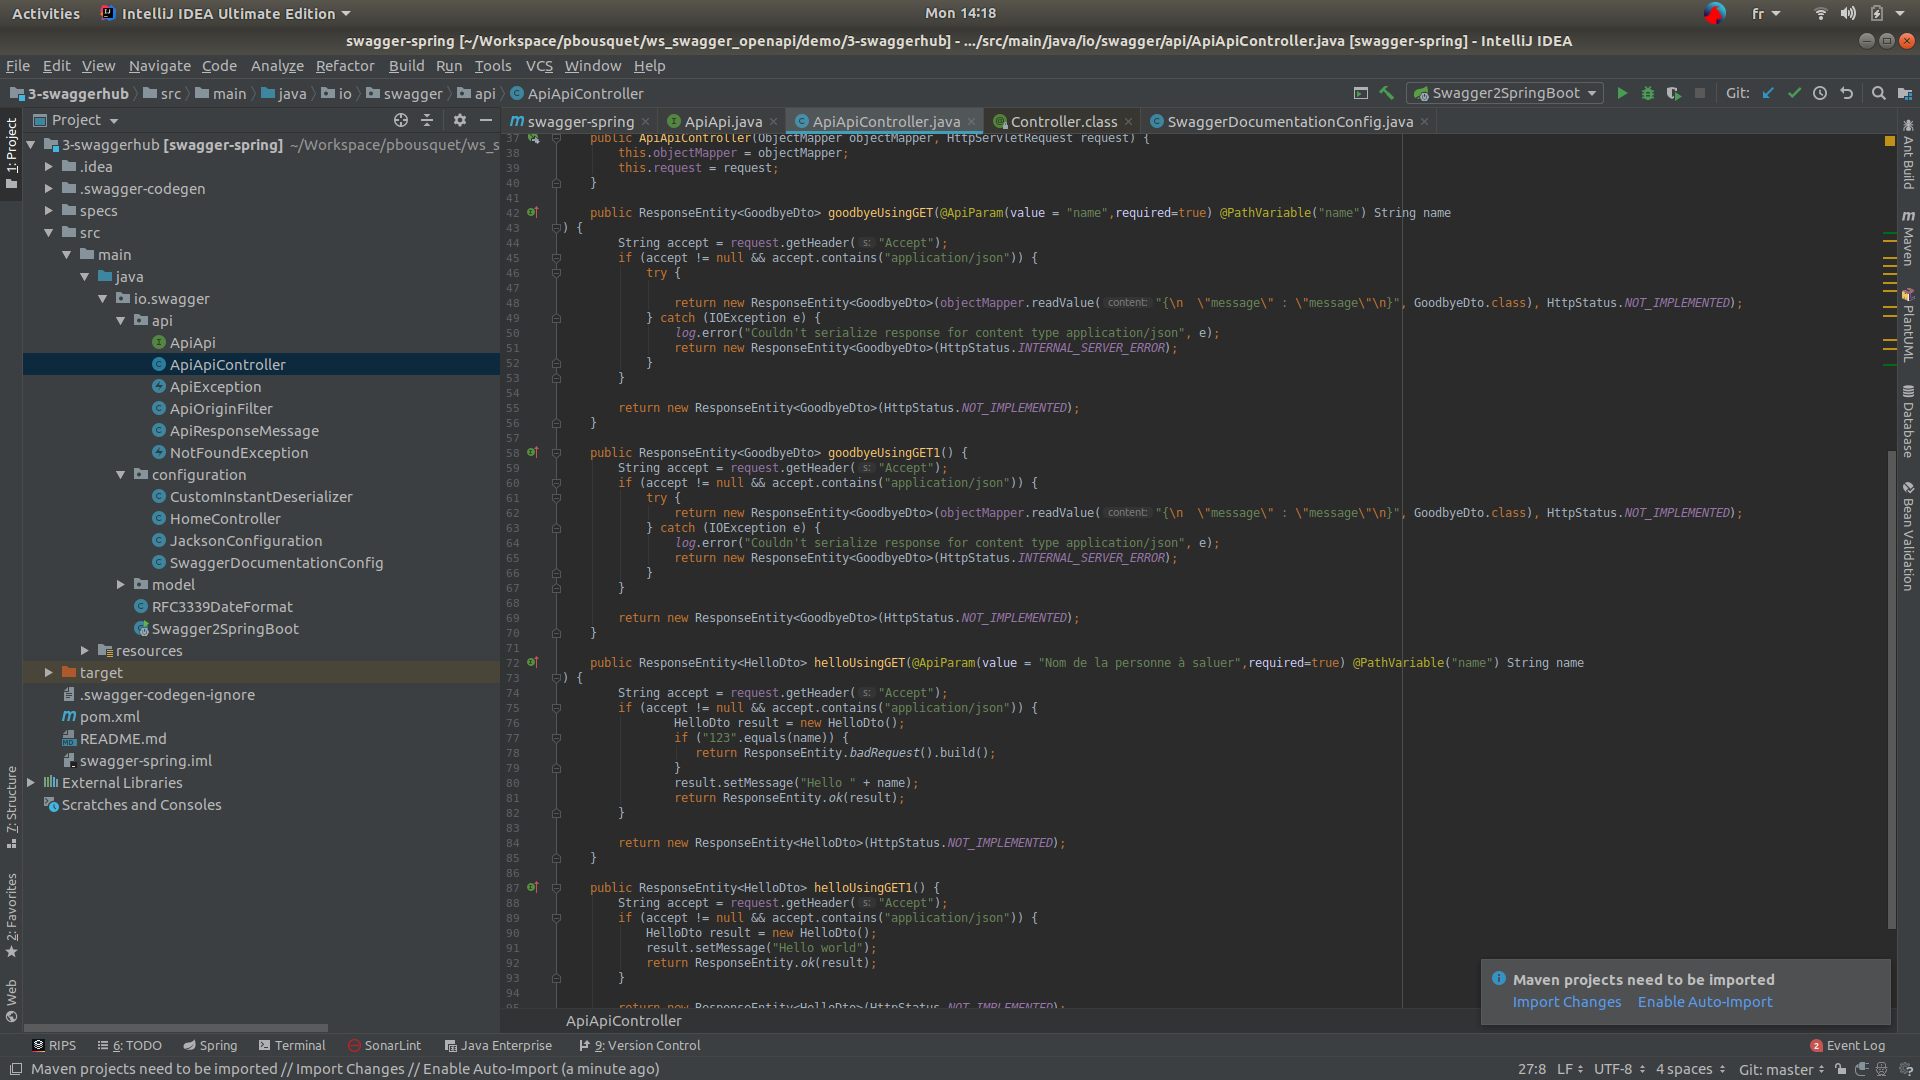 Activities
IntelliJ IDEA Ultimate Edition
Mon 14:18
fr
swagger-spring [~/Workspace/pbousquet/ws_swagger_openapi/demo/3-swaggerhub] - .../src/main/java/io/swagger/api/ApiApiController.java [swagger-spring] - IntelliJ IDEA
File Edit View Navigate Code Analyze Refactor Build Run Tools VCS Window Help
3-swaggerhub src main java io swagger api ApiApiController
Swagger2SpringBoot
Git:
1: Project
7: Structure
2: Favorites
Web
Project
3-swaggerhub [swagger-spring] ~/Workspace/pbousquet/ws_s
.idea
.swagger-codegen
specs
src
main
java
io.swagger
api
ApiApi
ApiApiController
ApiException
ApiOriginFilter
ApiResponseMessage
NotFoundException
configuration
CustomInstantDeserializer
HomeController
JacksonConfiguration
SwaggerDocumentationConfig
model
RFC3339DateFormat
Swagger2SpringBoot
resources
target
.swagger-codegen-ignore
pom.xml
README.md
swagger-spring.iml
External Libraries
Scratches and Consoles
swagger-spring ApiApi.java ApiApiController.java Controller.class SwaggerDocumentationConfig.java
37 public ApiApiController(ObjectMapper objectMapper, HttpServletRequest request) {
38 this.objectMapper = objectMapper;
39 this.request = request;
40 }
41
42 public ResponseEntity<GoodbyeDto> goodbyeUsingGET(@ApiParam(value = "name",required=true) @PathVariable("name") String name
43 ) {
44 String accept = request.getHeader( s: "Accept");
45 if (accept != null && accept.contains("application/json")) {
46 try {
47
48 return new ResponseEntity<GoodbyeDto>(objectMapper.readValue( content: "{\n  \"message\" : \"message\"\n}", GoodbyeDto.class), HttpStatus.NOT_IMPLEMENTED);
49 } catch (IOException e) {
50 log.error("Couldn't serialize response for content type application/json", e);
51 return new ResponseEntity<GoodbyeDto>(HttpStatus.INTERNAL_SERVER_ERROR);
52 }
53 }
54
55 return new ResponseEntity<GoodbyeDto>(HttpStatus.NOT_IMPLEMENTED);
56 }
57
58 public ResponseEntity<GoodbyeDto> goodbyeUsingGET1() {
59 String accept = request.getHeader( s: "Accept");
60 if (accept != null && accept.contains("application/json")) {
61 try {
62 return new ResponseEntity<GoodbyeDto>(objectMapper.readValue( content: "{\n  \"message\" : \"message\"\n}", GoodbyeDto.class), HttpStatus.NOT_IMPLEMENTED);
63 } catch (IOException e) {
64 log.error("Couldn't serialize response for content type application/json", e);
65 return new ResponseEntity<GoodbyeDto>(HttpStatus.INTERNAL_SERVER_ERROR);
66 }
67 }
68
69 return new ResponseEntity<GoodbyeDto>(HttpStatus.NOT_IMPLEMENTED);
70 }
71
72 public ResponseEntity<HelloDto> helloUsingGET(@ApiParam(value = "Nom de la personne à saluer",required=true) @PathVariable("name") String name
73 ) {
74 String accept = request.getHeader( s: "Accept");
75 if (accept != null && accept.contains("application/json")) {
76 HelloDto result = new HelloDto();
77 if ("123".equals(name)) {
78 return ResponseEntity.badRequest().build();
79 }
80 result.setMessage("Hello " + name);
81 return ResponseEntity.ok(result);
82 }
83
84 return new ResponseEntity<HelloDto>(HttpStatus.NOT_IMPLEMENTED);
85 }
86
87 public ResponseEntity<HelloDto> helloUsingGET1() {
88 String accept = request.getHeader( s: "Accept");
89 if (accept != null && accept.contains("application/json")) {
90 HelloDto result = new HelloDto();
91 result.setMessage("Hello world");
92 return ResponseEntity.ok(result);
93 }
94
95 return new ResponseEntity<HelloDto>(HttpStatus.NOT_IMPLEMENTED);
ApiApiController
Ant Build
Maven
PlantUML
Database
Bean Validation
Maven projects need to be imported
Import Changes Enable Auto-Import
RIPS 6: TODO Spring Terminal SonarLint Java Enterprise 9: Version Control
2 Event Log
Maven projects need to be imported // Import Changes // Enable Auto-Import (a minute ago)
27:8 LF UTF-8 4 spaces Git: master